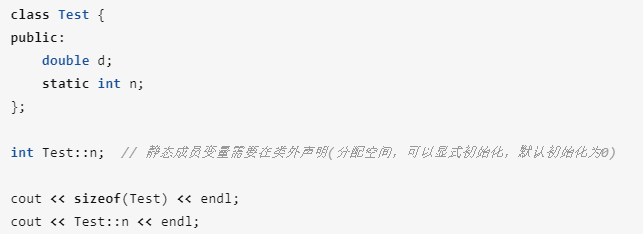 class Test {
public:
    double d;
    static int n;
};

int Test::n;  // 静态成员变量需要在类外声明(分配空间，可以显式初始化，默认初始化为0)

cout << sizeof(Test) << endl;
cout << Test::n << endl;